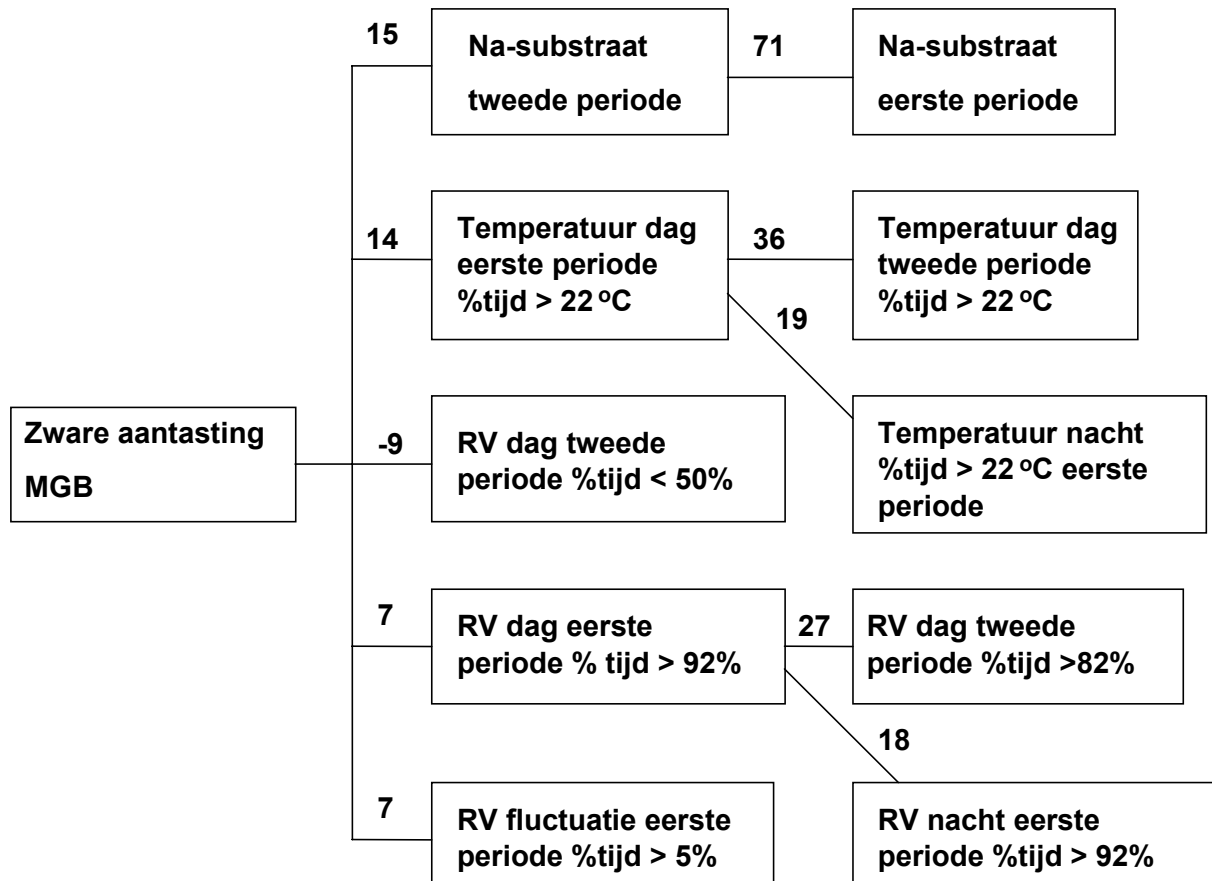 15
Na-substraat
tweede periode
71
Na-substraat
eerste periode
14
Temperatuur dag
eerste periode
%tijd > 22 ºC
36
Temperatuur dag
tweede periode
%tijd > 22 ºC
19
Temperatuur nacht
%tijd > 22 ºC eerste
periode
Zware aantasting
MGB
-9
RV dag tweede
periode %tijd < 50%
7
RV dag eerste
periode % tijd > 92%
27
RV dag tweede
periode %tijd >82%
18
RV nacht eerste
periode %tijd > 92%
7
RV fluctuatie eerste
periode %tijd > 5%